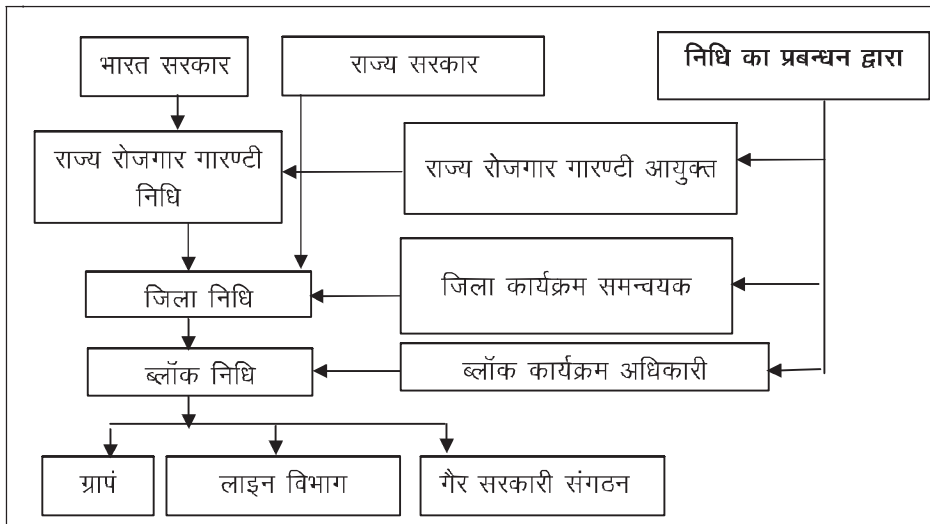 भारत सरकार
राज्य सरकार
निधि का प्रबन्धन द्वारा
राज्य रोजगार गारण्टी
निधि
राज्य रोजगार गारण्टी आयुक्त
जिला निधि
जिला कार्यक्रम समन्वयक
ब्लॉक निधि
ब्लॉक कार्यक्रम अधिकारी
ग्रापं
लाइन विभाग
गैर सरकारी संगठन